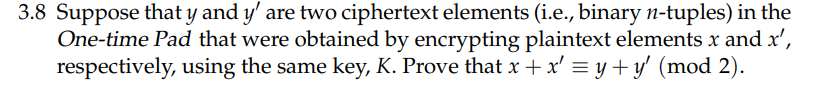 3.8 Suppose that y and y′ are two ciphertext elements (i.e., binary n-tuples) in the
One-time Pad that were obtained by encrypting plaintext elements x and x′,
respectively, using the same key, K. Prove that x + x′ ≡ y + y′ (mod 2).